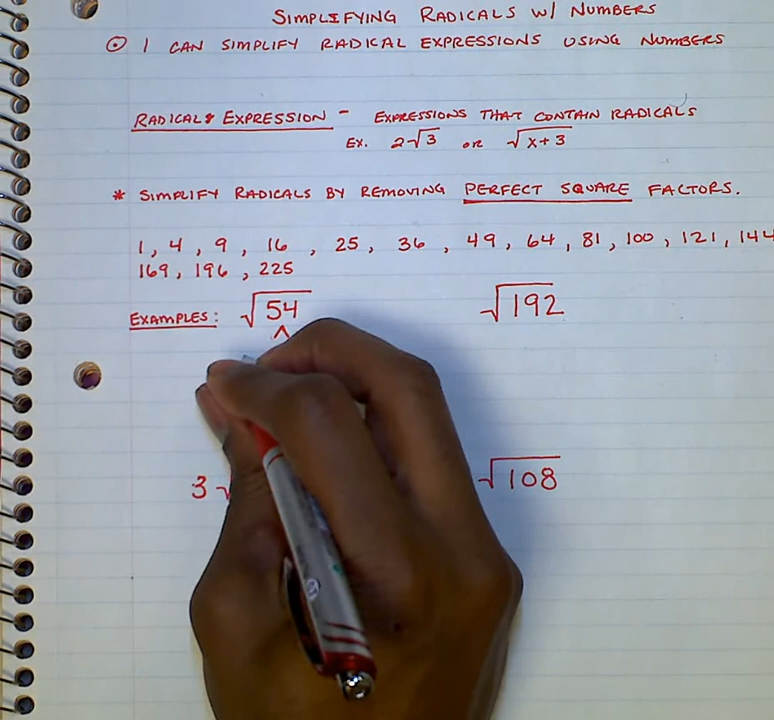 SIMPLIFYING RADICALS W/ NUMBERS
I CAN SIMPLIFY RADICAL EXPRESSIONS USING NUMBERS
RADICAL EXPRESSION - EXPRESSIONS THAT CONTAIN RADICALS
EX. 2√3 OR √x+3
* SIMPLIFY RADICALS BY REMOVING PERFECT SQUARE FACTORS.
1, 4, 9, 16, 25, 36, 49, 64, 81, 100, 121, 144
169, 196, 225
EXAMPLES: √54 √192
3√ √108